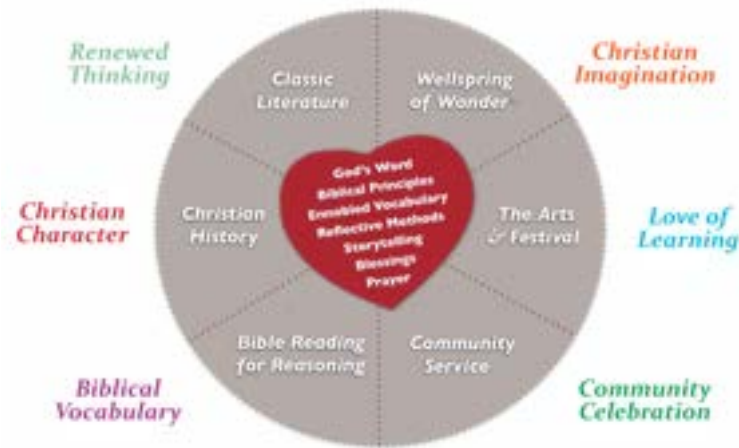 Renewed
Thinking
Classic
Literature
Wellspring
of Wonder
Christian
Imagination
Christian
Character
Christian
History
God's Word
Biblical Principles
Ennobled Vocabulary
Reflective Methods
Storytelling
Blessings
Prayer
The Arts
& Festival
Love of
Learning
Biblical
Vocabulary
Bible Reading
for Reasoning
Community
Service
Community
Celebration